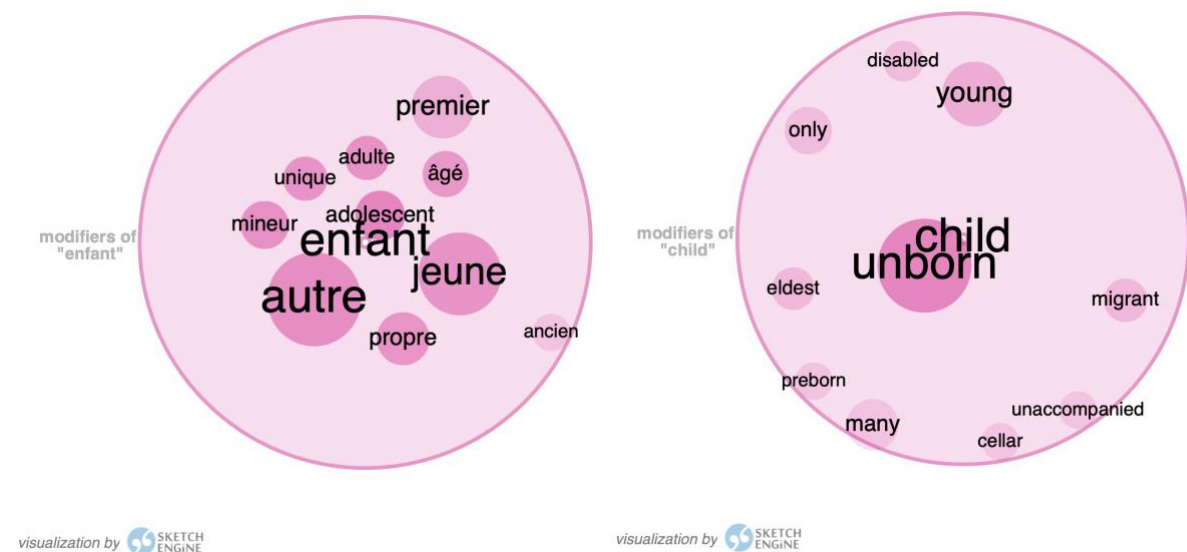 modifiers of
"enfant"
premier
adulte
âgé
unique
adolescent
mineur
enfant
jeune
autre
propre
ancien
visualization by SKETCH
ENGINE
modifiers of
"child"
disabled
young
only
child
unborn
eldest
migrant
preborn
unaccompanied
many
cellar
visualization by SKETCH
ENGINE